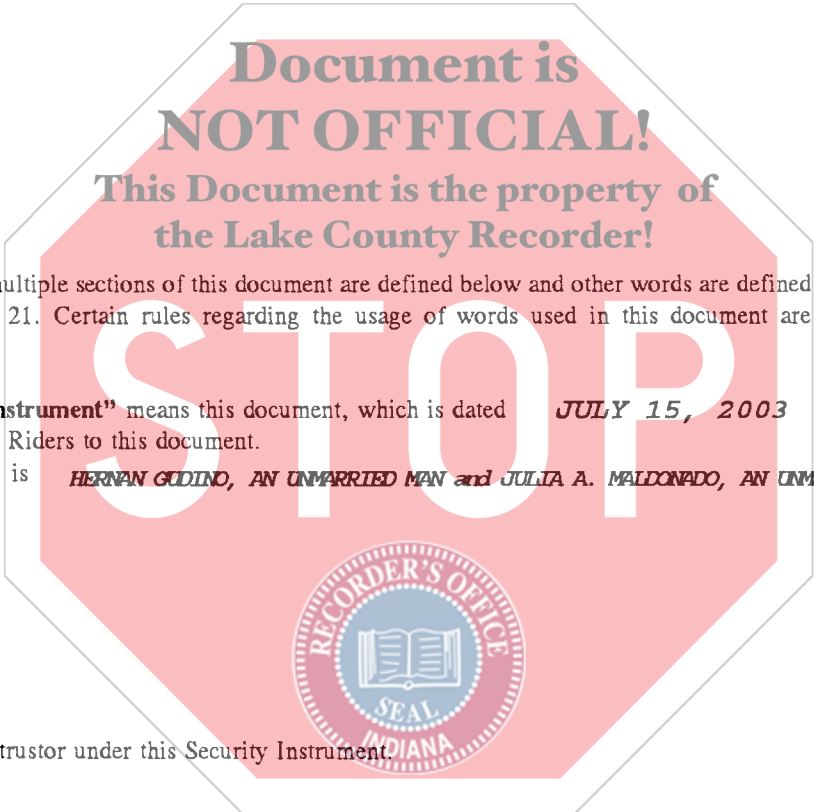 Document is
NOT OFFICIAL!
This Document is the property of
the Lake County Recorder!
multiple sections of this document are defined below and other words are defined
21. Certain rules regarding the usage of words used in this document are
STOP
nstrument” means this document, which is dated JULY 15, 2003
Riders to this document.
is HERNAN GUDINO, AN UNMARRIED MAN and JULIA A. MALDONADO, AN UNM
RECORDER'S OFFICE
SEAL
INDIANA
trustor under this Security Instrument.